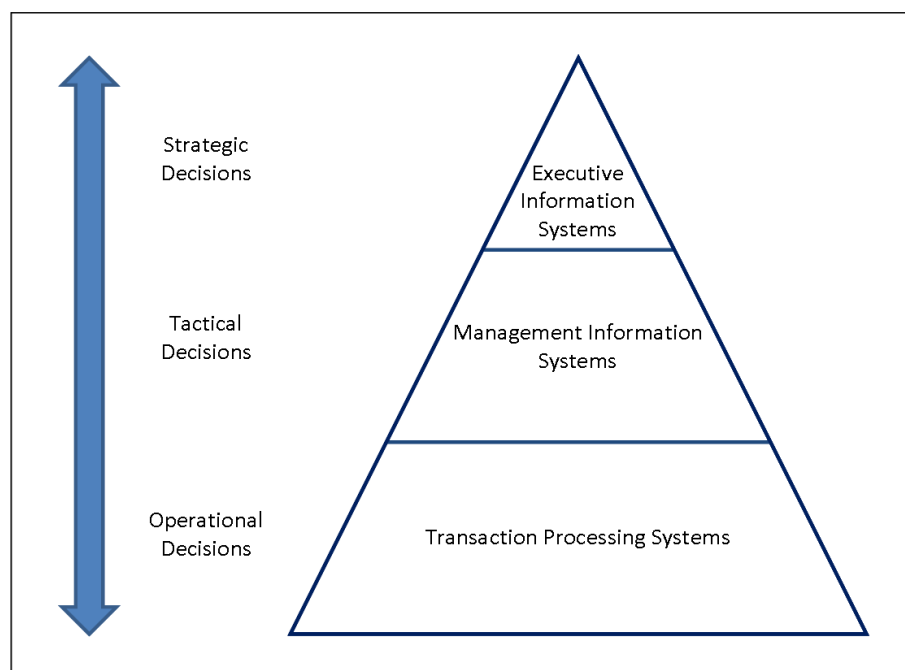 Strategic
Decisions
Executive
Information
Systems
Tactical
Decisions
Management Information
Systems
Operational
Decisions
Transaction Processing Systems